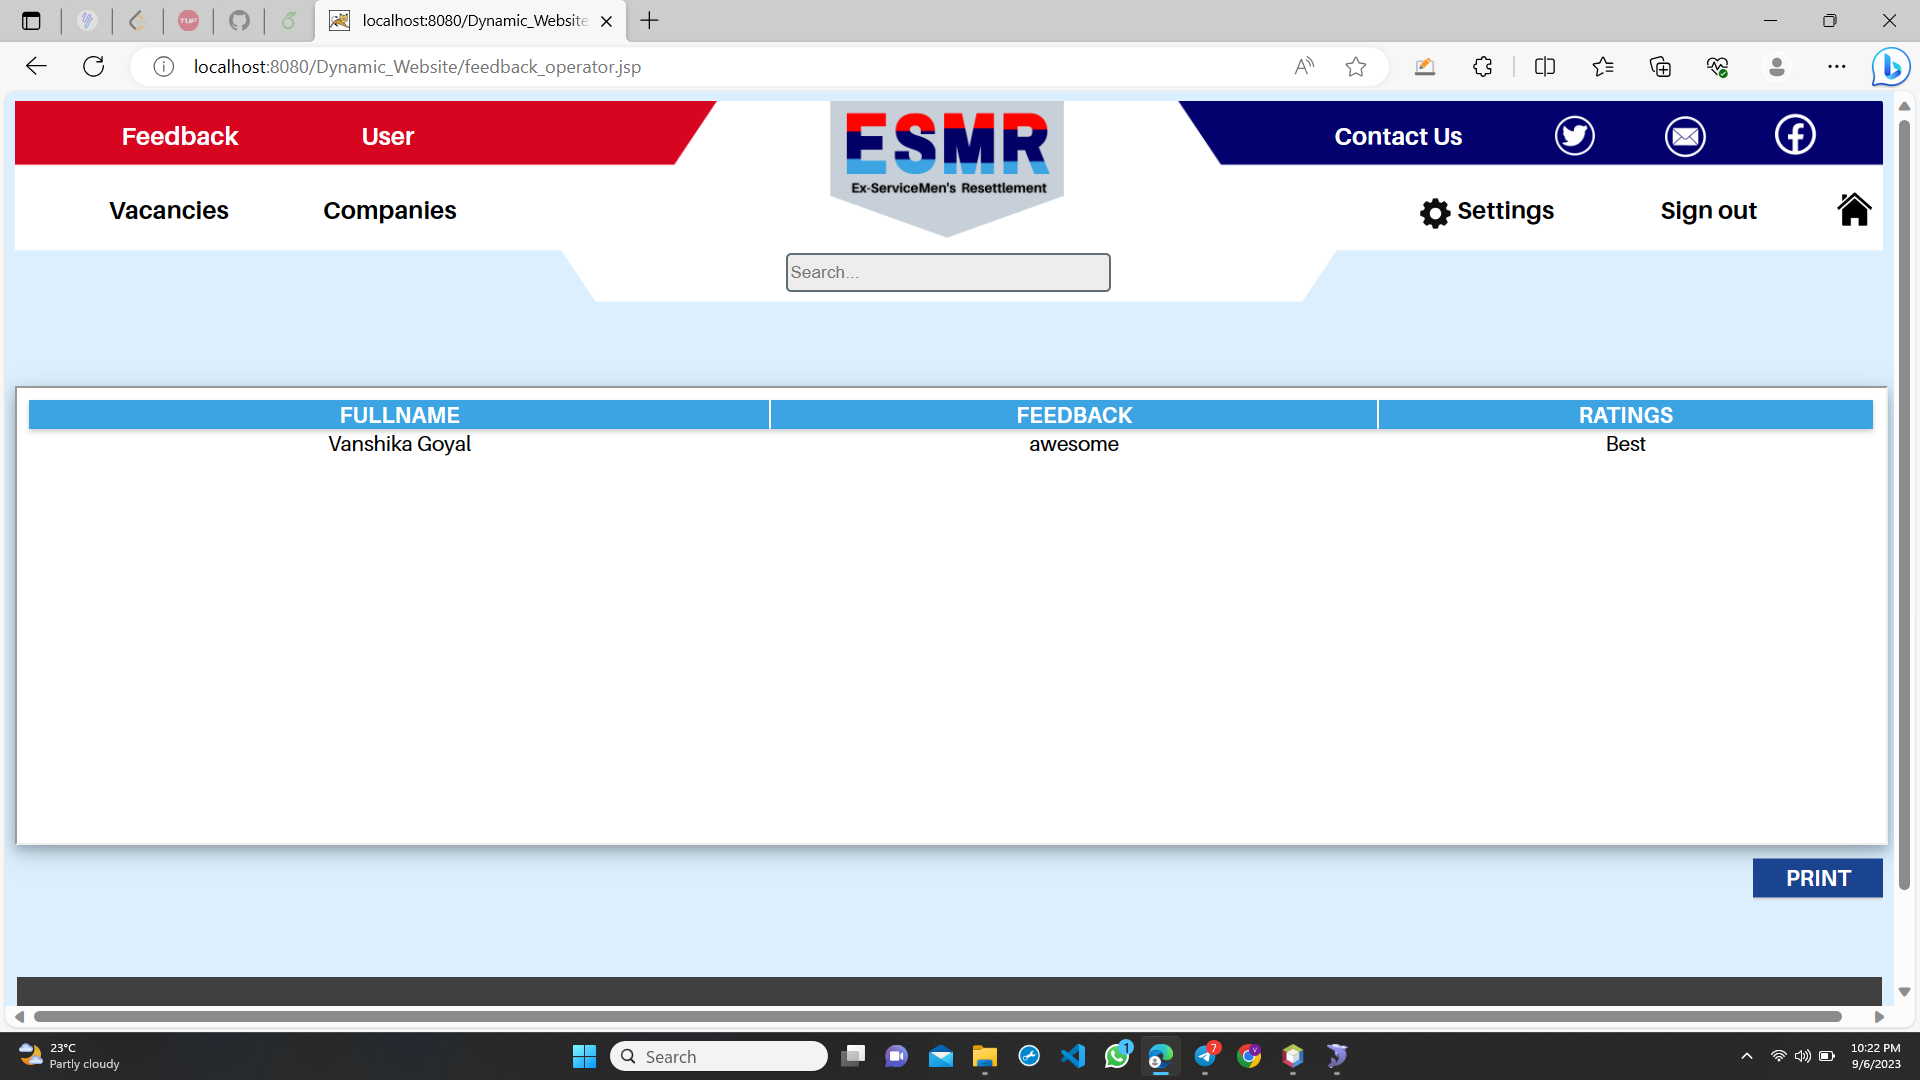 localhost:8080/Dynamic_Website
localhost:8080/Dynamic_Website/feedback_operator.jsp
Feedback User
ESMR
Ex-ServiceMen's Resettlement
Contact Us
Vacancies Companies
Settings Sign out
Search...
FULLNAME FEEDBACK RATINGS
Vanshika Goyal awesome Best
PRINT
23°C
Partly cloudy
Search
1
7
10:22 PM
9/6/2023